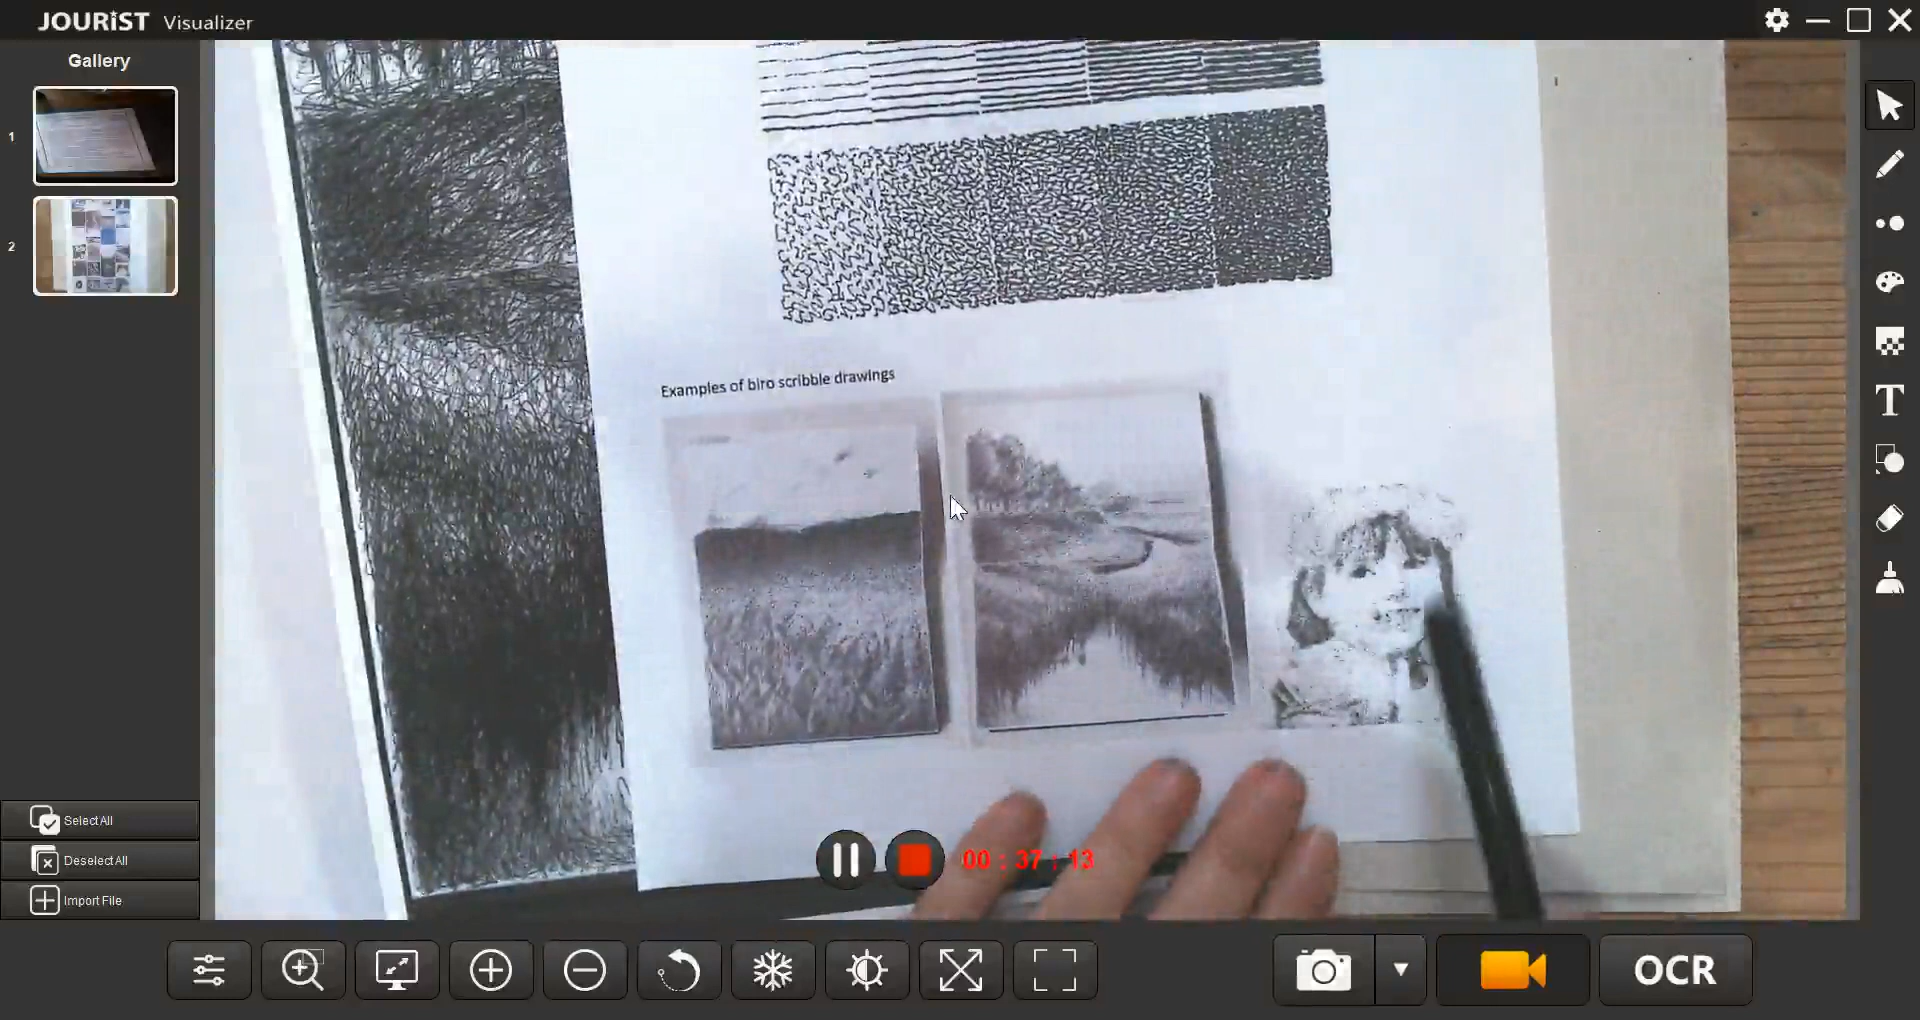 JOURIST Visualizer
Gallery
1
2
Examples of biro scribble drawings
Select All
Deselect All
Import File
00 : 37 : 13
OCR